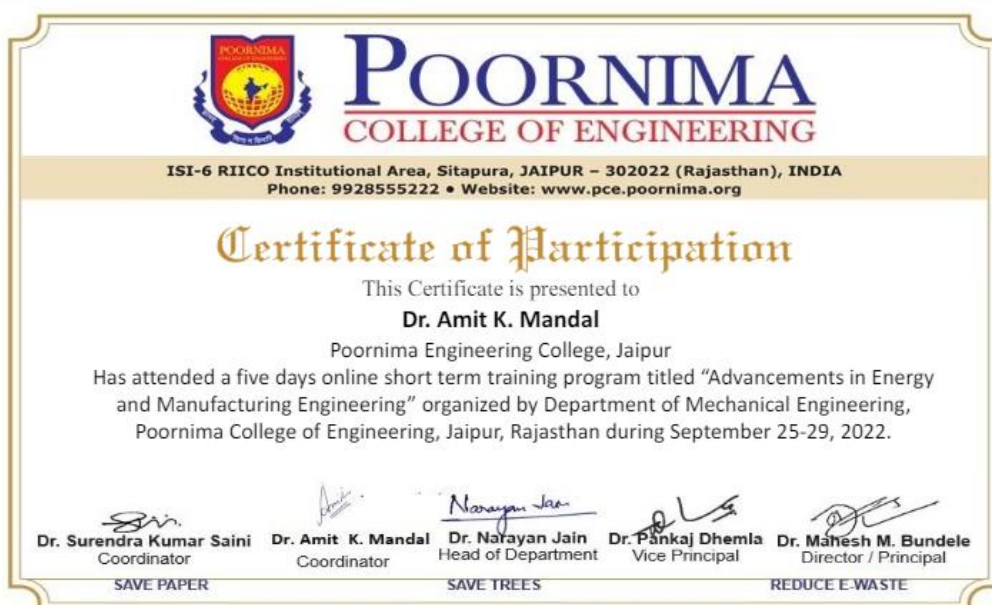 POORNIMA
COLLEGE OF ENGINEERING
POORNIMA
COLLEGE OF ENGINEERING
ISI-6 RIICO Institutional Area, Sitapura, JAIPUR – 302022 (Rajasthan), INDIA
Phone: 9928555222 • Website: www.pce.poornima.org
Certificate of Participation
This Certificate is presented to
Dr. Amit K. Mandal
Poornima Engineering College, Jaipur
Has attended a five days online short term training program titled “Advancements in Energy
and Manufacturing Engineering” organized by Department of Mechanical Engineering,
Poornima College of Engineering, Jaipur, Rajasthan during September 25-29, 2022.
Amit
Narayan Jain
Dr. Surendra Kumar Saini Dr. Amit K. Mandal Dr. Narayan Jain Dr. Pankaj Dhemla Dr. Mahesh M. Bundele
Coordinator Coordinator Head of Department Vice Principal Director / Principal
SAVE PAPER SAVE TREES REDUCE E-WASTE